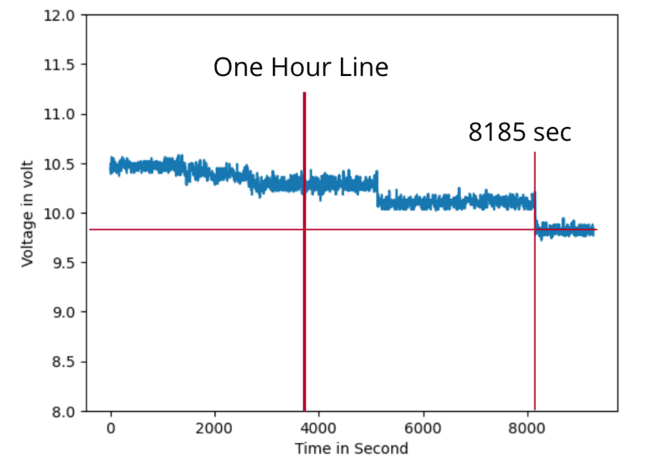 12.0
11.5
One Hour Line
11.0
8185 sec
10.5
10.0
9.5
9.0
8.5
8.0
Voltage in volt
0 2000 4000 6000 8000
Time in Second